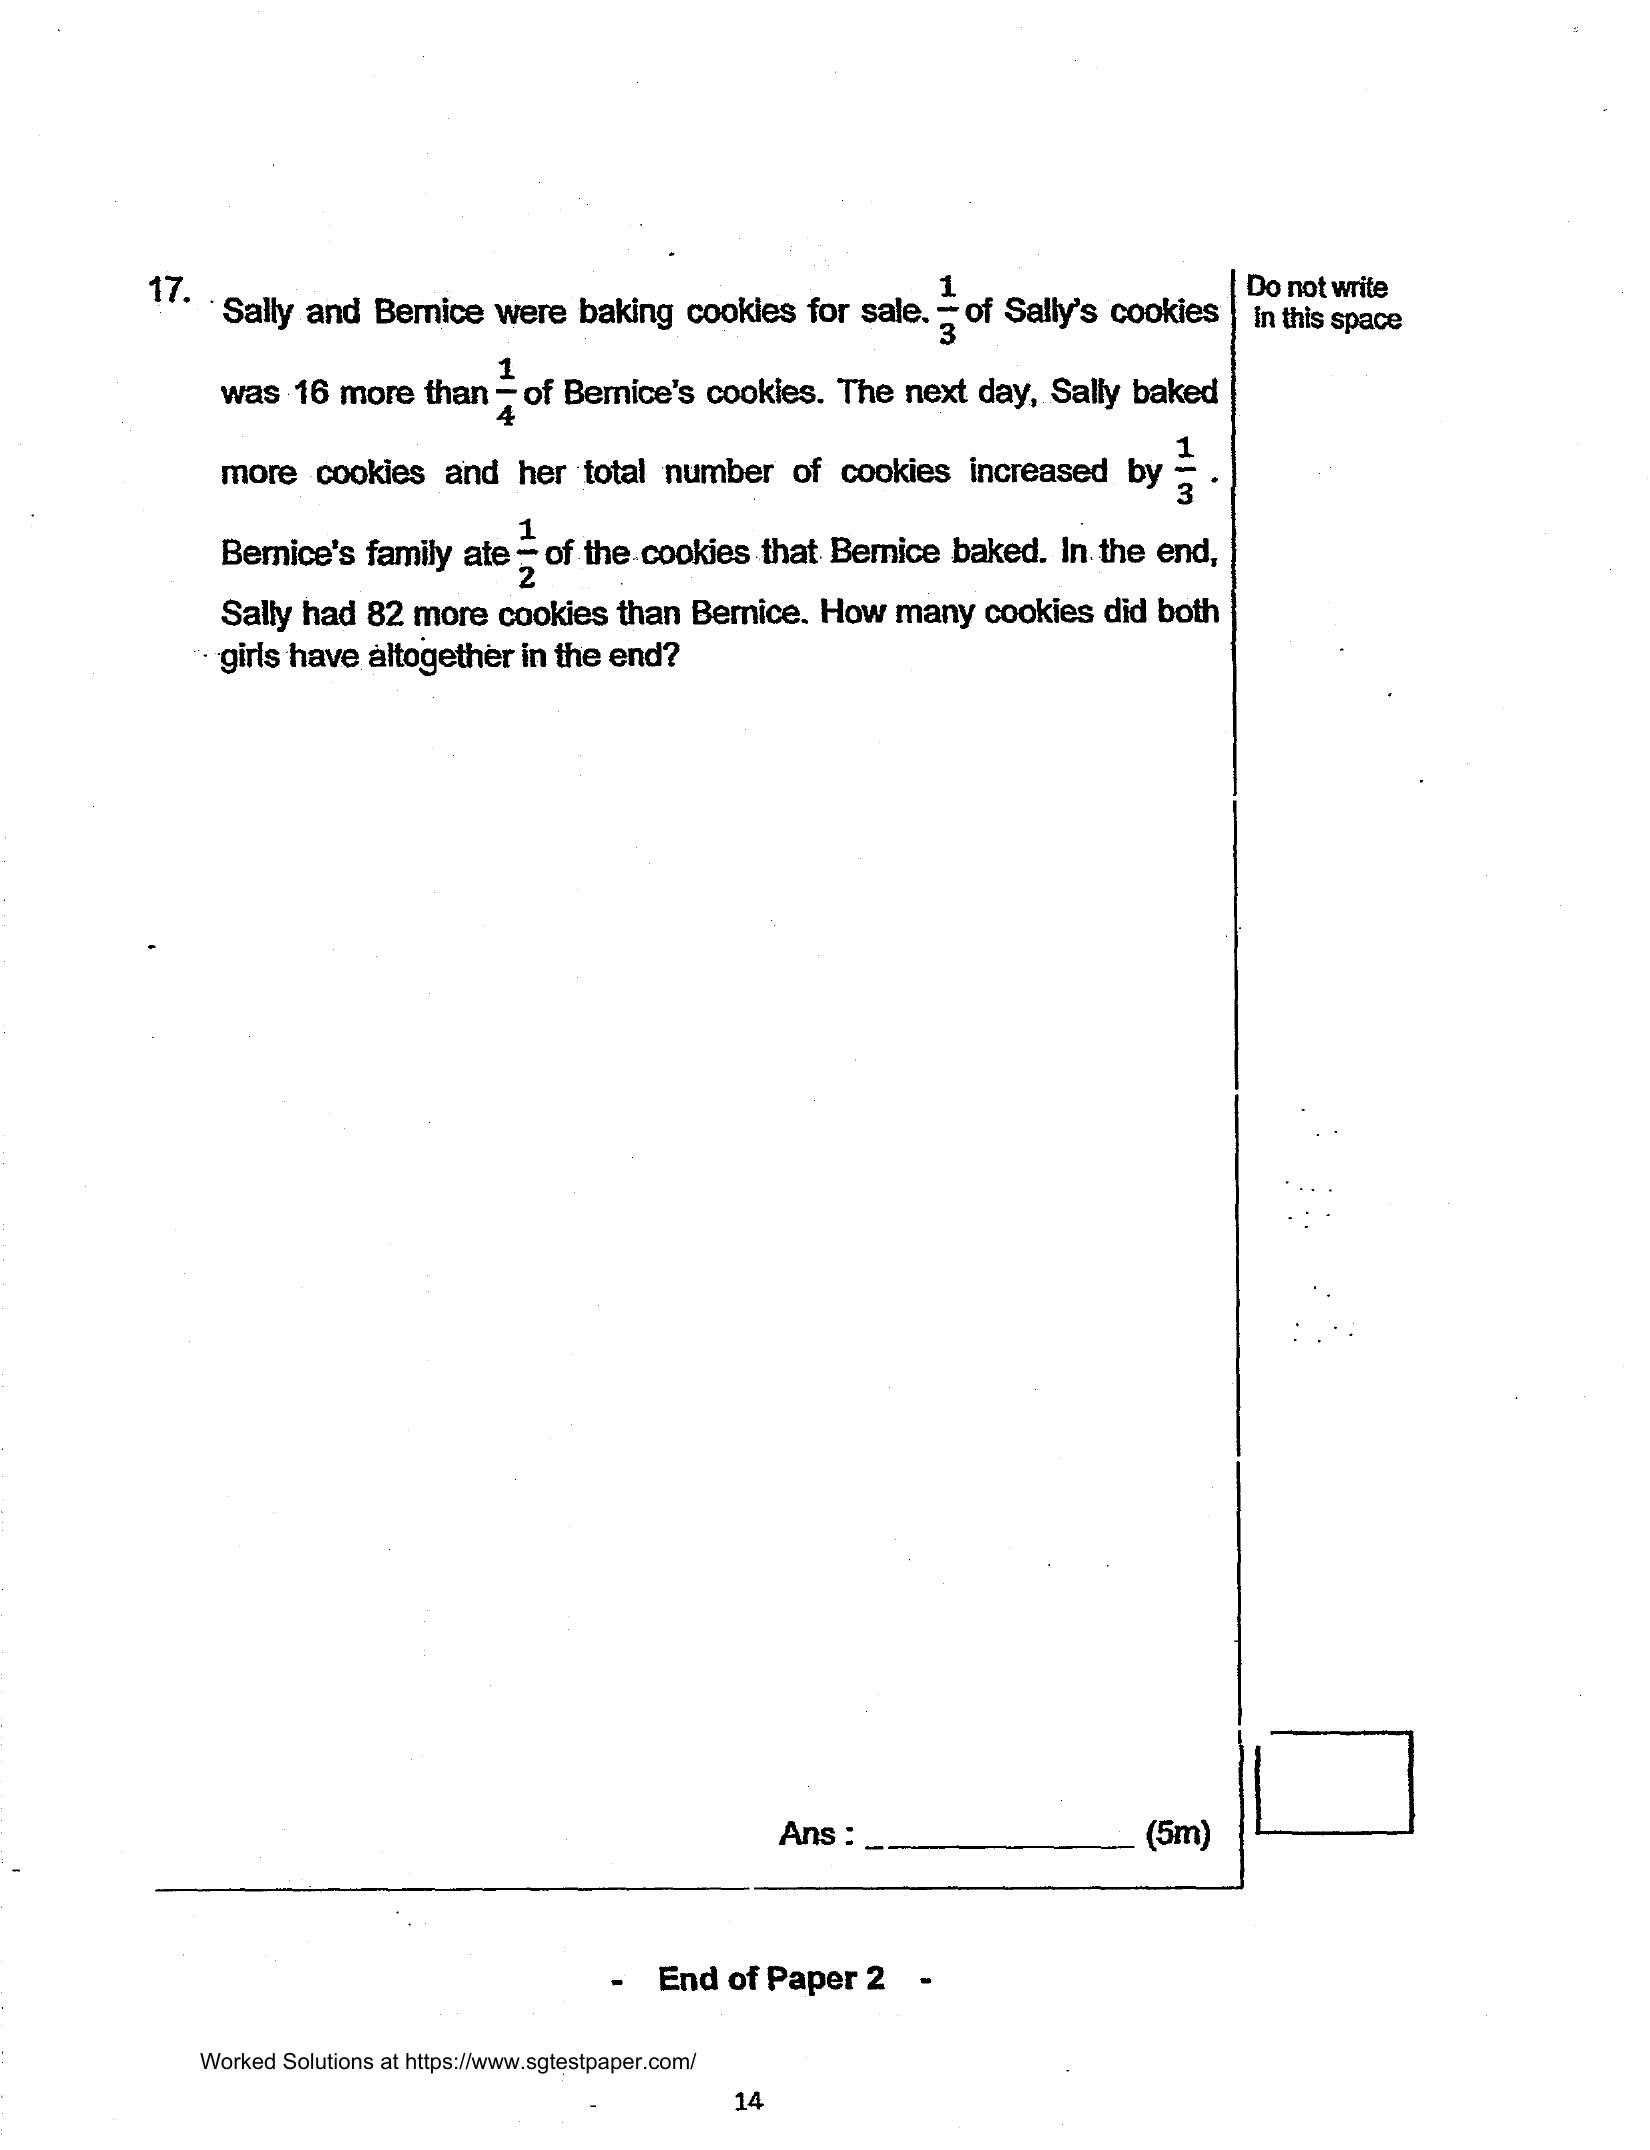 17. Sally and Bernice were baking cookies for sale. 1/3 of Sally's cookies
Do not write
in this space
was 16 more than 1/4 of Bernice's cookies. The next day, Sally baked
more cookies and her total number of cookies increased by 1/3 .
Bernice's family ate 1/2 of the cookies that Bernice baked. In the end,
Sally had 82 more cookies than Bernice. How many cookies did both
girls have altogether in the end?
Ans : ______________ (5m)
- End of Paper 2 -
Worked Solutions at https://www.sgtestpaper.com/
14